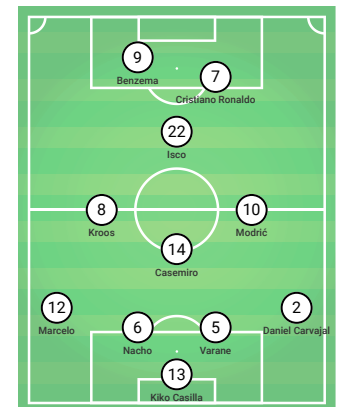 9
Benzema
7
Cristiano Ronaldo
22
Isco
8
Kroos
10
Modrić
14
Casemiro
12
Marcelo
2
Daniel Carvajal
6
Nacho
5
Varane
13
Kiko Casilla